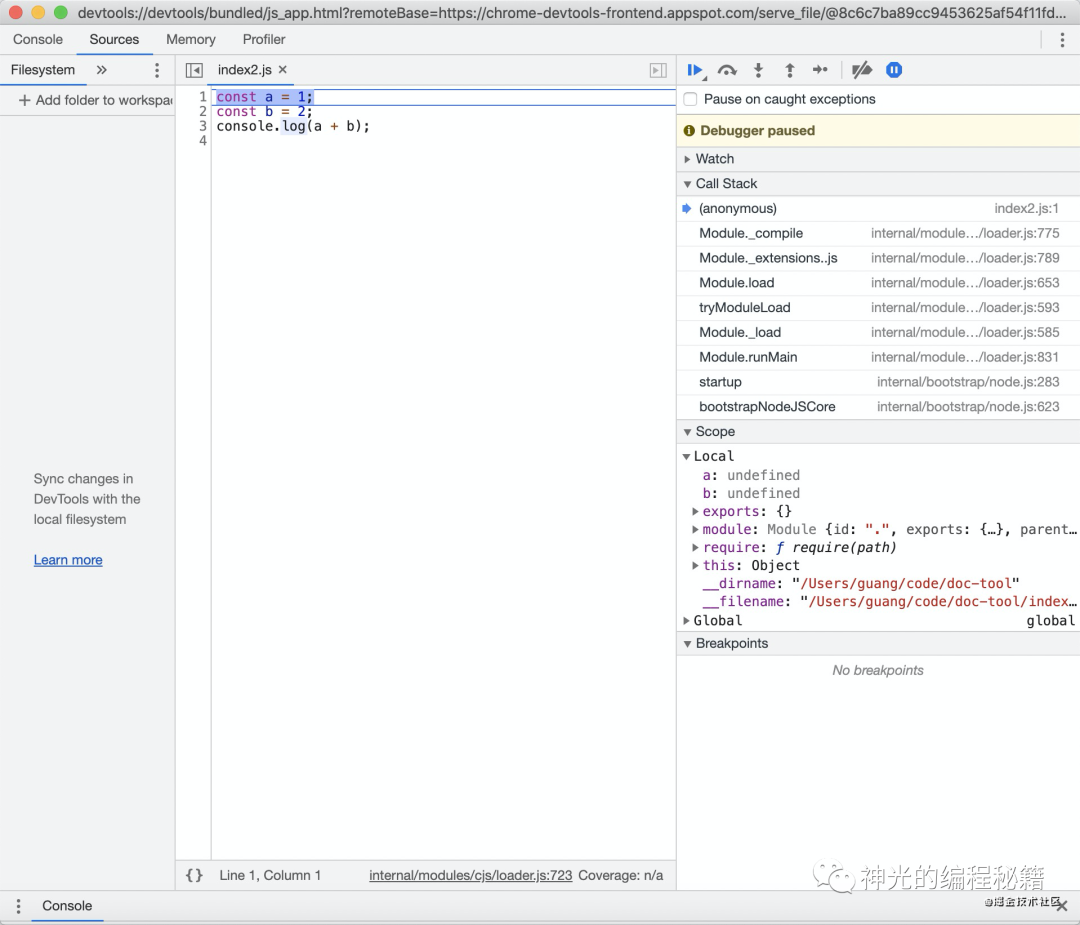 devtools://devtools/bundled/js_app.html?remoteBase=https://chrome-devtools-frontend.appspot.com/serve_file/@8c6c7ba89cc9453625af54f11fd...
Console Sources Memory Profiler
Filesystem »
+ Add folder to workspa
index2.js ×
1 const a = 1;
2 const b = 2;
3 console.log(a + b);
4
Sync changes in
DevTools with the
local filesystem
Learn more
{} Line 1, Column 1 internal/modules/cjs/loader.js:723 Coverage: n/a
Pause on caught exceptions
Debugger paused
Watch
Call Stack
(anonymous) index2.js:1
Module._compile internal/module…/loader.js:775
Module._extensions..js internal/module…/loader.js:789
Module.load internal/module…/loader.js:653
tryModuleLoad internal/module…/loader.js:593
Module._load internal/module…/loader.js:585
Module.runMain internal/module…/loader.js:831
startup internal/bootstrap/node.js:283
bootstrapNodeJSCore internal/bootstrap/node.js:623
Scope
Local
a: undefined
b: undefined
exports: {}
module: Module {id: ".", exports: {…}, parent…
require: ƒ require(path)
this: Object
__dirname: "/Users/guang/code/doc-tool"
__filename: "/Users/guang/code/doc-tool/index…
Global global
Breakpoints
No breakpoints
神光的编程秘籍
@掘金技术社区
Console